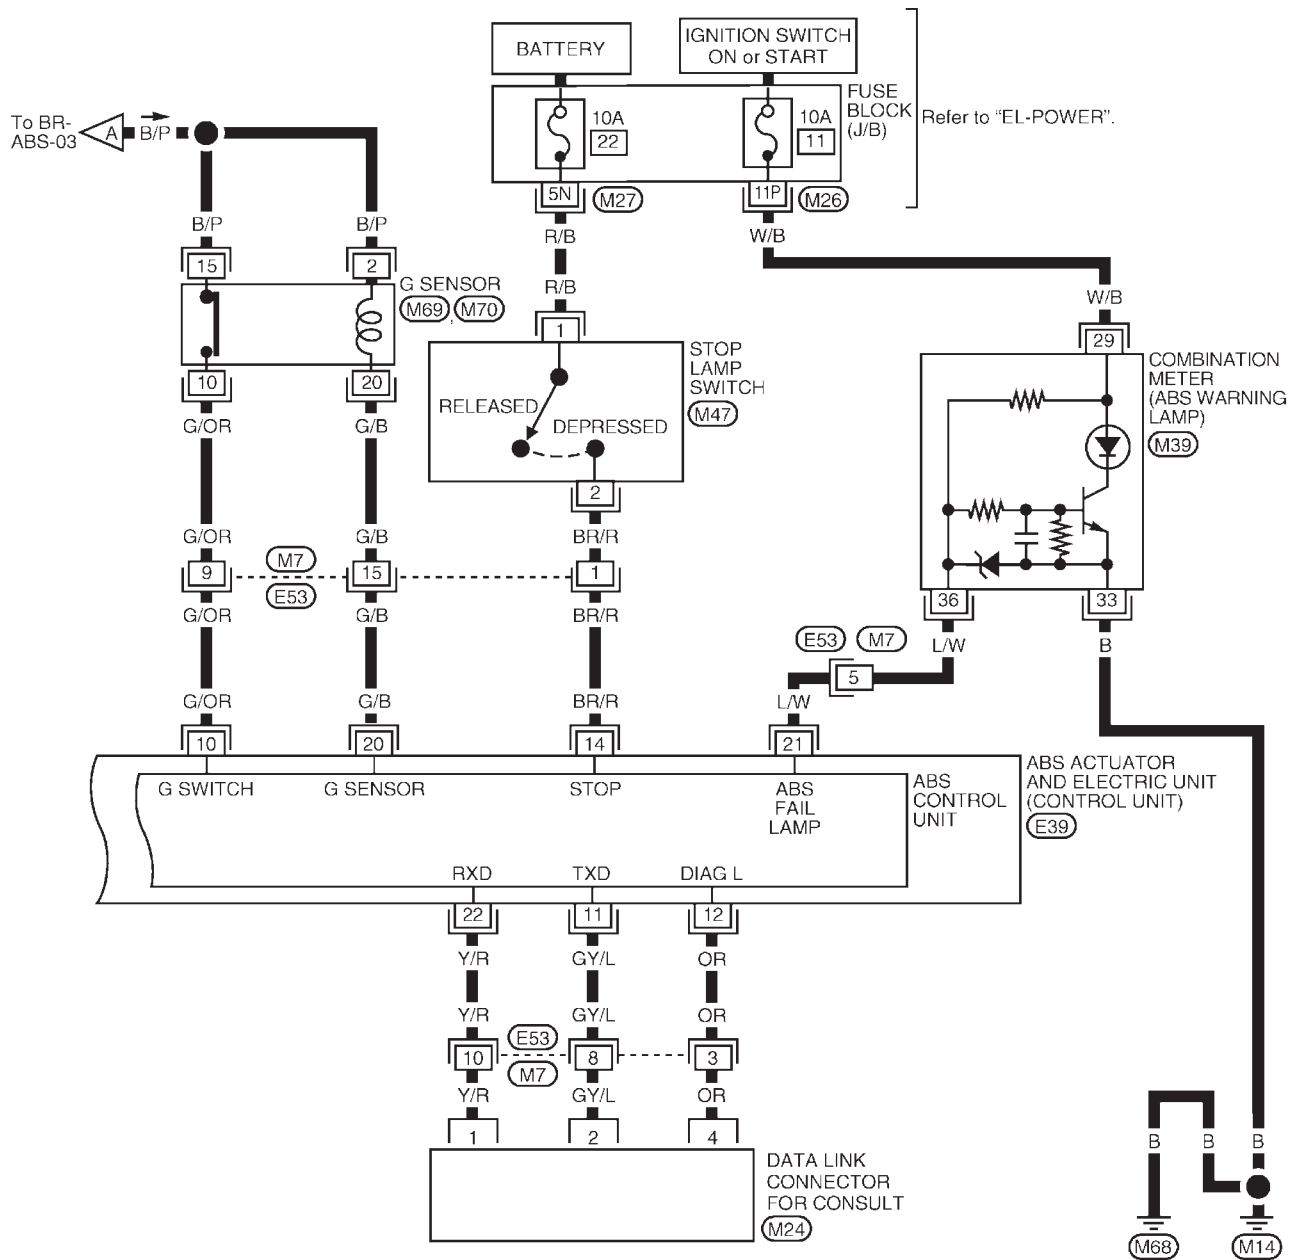 BATTERY
IGNITION SWITCH
ON or START
FUSE
BLOCK
(J/B)
Refer to "EL-POWER".
10A
22
10A
11
5N
M27
11P
M26
To BR-
ABS-03
A
B/P
B/P
B/P
R/B
W/B
15
2
G SENSOR
M69, M70
R/B
W/B
1
29
10
20
STOP
LAMP
SWITCH
M47
RELEASED
DEPRESSED
COMBINATION
METER
(ABS WARNING
LAMP)
M39
G/OR
G/B
2
G/OR
G/B
BR/R
9
M7
E53
15
1
36
33
G/OR
G/B
BR/R
E53
M7
L/W
B
5
G/OR
G/B
BR/R
L/W
10
20
14
21
G SWITCH
G SENSOR
STOP
ABS
FAIL
LAMP
ABS
CONTROL
UNIT
ABS ACTUATOR
AND ELECTRIC UNIT
(CONTROL UNIT)
E39
RXD
TXD
DIAG L
22
11
12
Y/R
GY/L
OR
Y/R
GY/L
OR
10
E53
M7
8
3
Y/R
GY/L
OR
1
2
4
DATA LINK
CONNECTOR
FOR CONSULT
M24
B
B
B
M68
M14